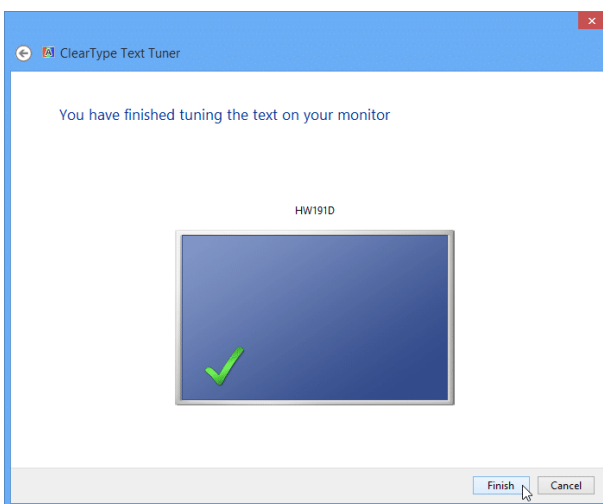 ClearType Text Tuner
You have finished tuning the text on your monitor
HW191D
Finish
Cancel